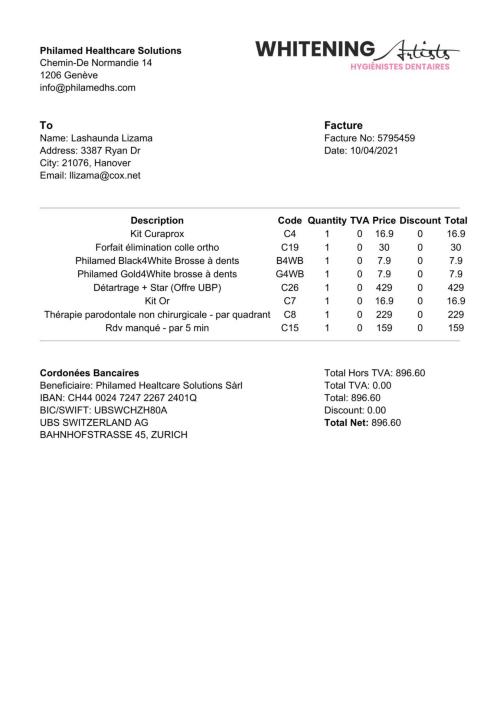 Philamed Healthcare Solutions
Chemin-De Normandie 14
1206 Genève
info@philamedhs.com
WHITENING Artists
HYGIÉNISTES DENTAIRES
To
Name: Lashaunda Lizama
Address: 3387 Ryan Dr
City: 21076, Hanover
Email: llizama@cox.net
Facture
Facture No: 5795459
Date: 10/04/2021
Description Code Quantity TVA Price Discount Total
Kit Curaprox C4 1 0 16.9 0 16.9
Forfait élimination colle ortho C19 1 0 30 0 30
Philamed Black4White Brosse à dents B4WB 1 0 7.9 0 7.9
Philamed Gold4White brosse à dents G4WB 1 0 7.9 0 7.9
Détartrage + Star (Offre UBP) C26 1 0 429 0 429
Kit Or C7 1 0 16.9 0 16.9
Thérapie parodontale non chirurgicale - par quadrant C8 1 0 229 0 229
Rdv manqué - par 5 min C15 1 0 159 0 159
Cordonées Bancaires
Beneficiaire: Philamed Healtcare Solutions Sàrl
IBAN: CH44 0024 7247 2267 2401Q
BIC/SWIFT: UBSWCHZH80A
UBS SWITZERLAND AG
BAHNHOFSTRASSE 45, ZURICH
Total Hors TVA: 896.60
Total TVA: 0.00
Total: 896.60
Discount: 0.00
Total Net: 896.60